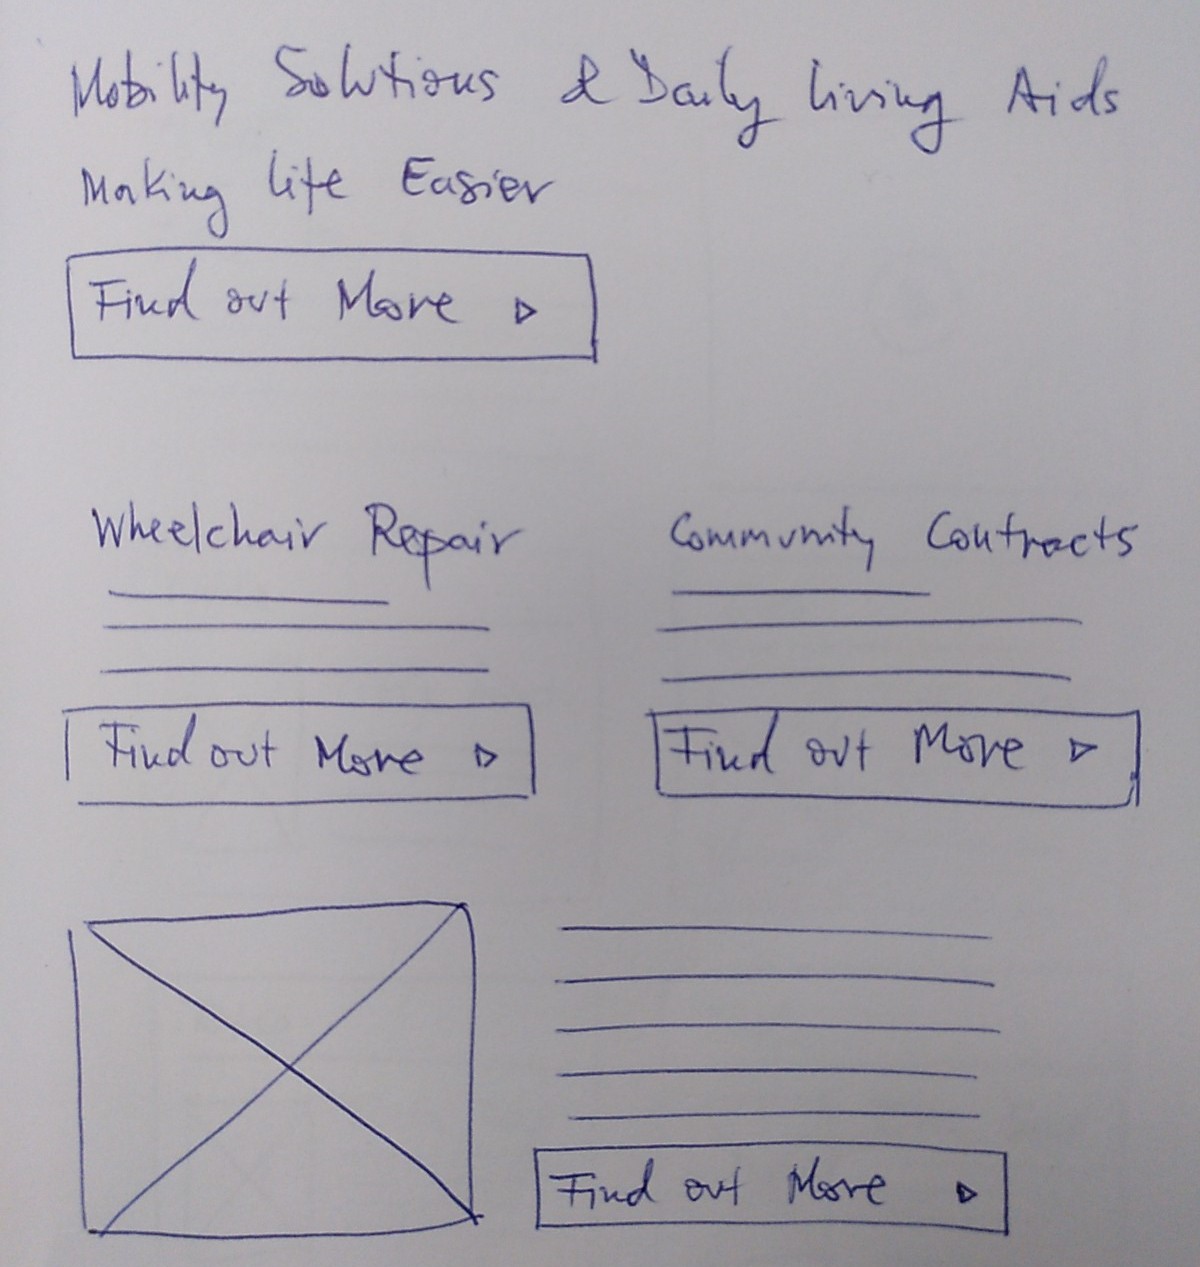 Mobility Solutions & Daily Living Aids
Making Life Easier
Find out More
Wheelchair Repair
Community Contracts
Find out More
Find out More
Find out More